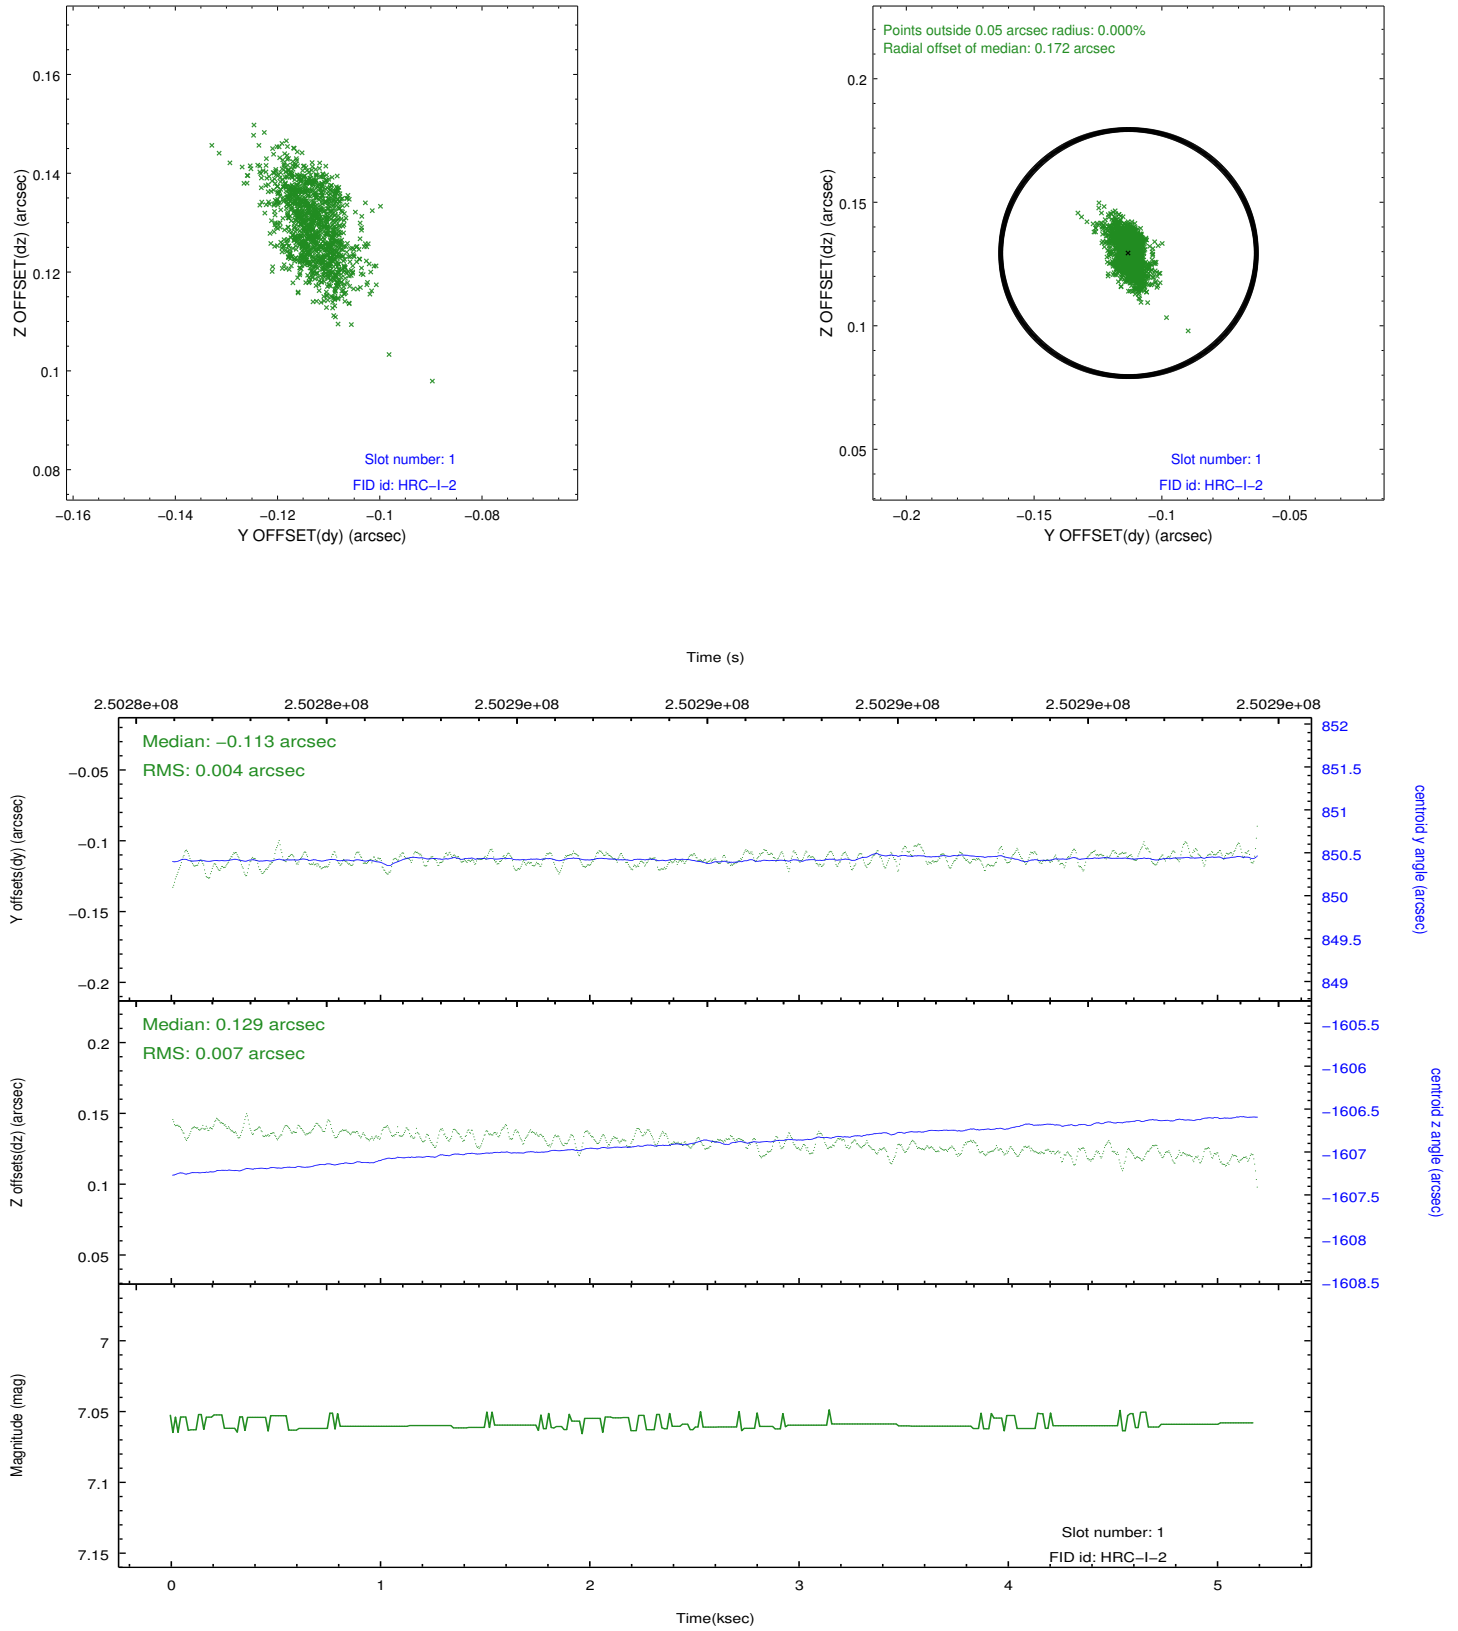 0.16
0.14
0.12
0.1
0.08
Z OFFSET(dz) (arcsec)
−0.16
−0.14
−0.12
−0.1
−0.08
Y OFFSET(dy) (arcsec)
Slot number: 1
FID id: HRC−I−2
Points outside 0.05 arcsec radius: 0.000%
Radial offset of median: 0.172 arcsec
0.2
0.15
0.1
0.05
Z OFFSET(dz) (arcsec)
−0.2
−0.15
−0.1
−0.05
Y OFFSET(dy) (arcsec)
Slot number: 1
FID id: HRC−I−2
Time (s)
2.5028e+08
2.5028e+08
2.5029e+08
2.5029e+08
2.5029e+08
2.5029e+08
2.5029e+08
Median: −0.113 arcsec
RMS: 0.004 arcsec
−0.05
−0.1
−0.15
−0.2
Y offsets(dy) (arcsec)
852
851.5
851
850.5
850
849.5
849
centroid y angle (arcsec)
Median: 0.129 arcsec
RMS: 0.007 arcsec
0.2
0.15
0.1
0.05
Z offsets(dz) (arcsec)
−1605.5
−1606
−1606.5
−1607
−1607.5
−1608
−1608.5
centroid z angle (arcsec)
7
7.05
7.1
7.15
Magnitude (mag)
Slot number: 1
FID id: HRC−I−2
0
1
2
3
4
5
Time(ksec)